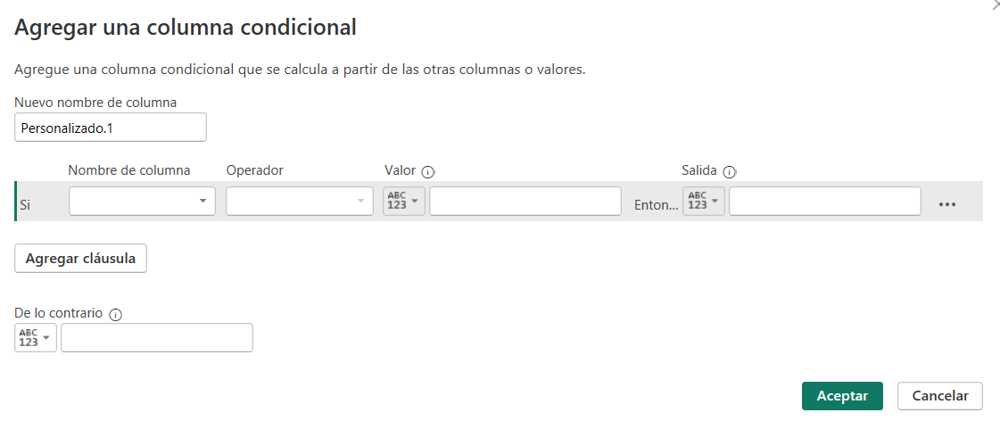 Agregar una columna condicional
Agregue una columna condicional que se calcula a partir de las otras columnas o valores.
Nuevo nombre de columna
Personalizado.1
Nombre de columna Operador Valor Salida
Si ABC 123 Enton... ABC 123
Agregar cláusula
De lo contrario
ABC 123
Aceptar Cancelar